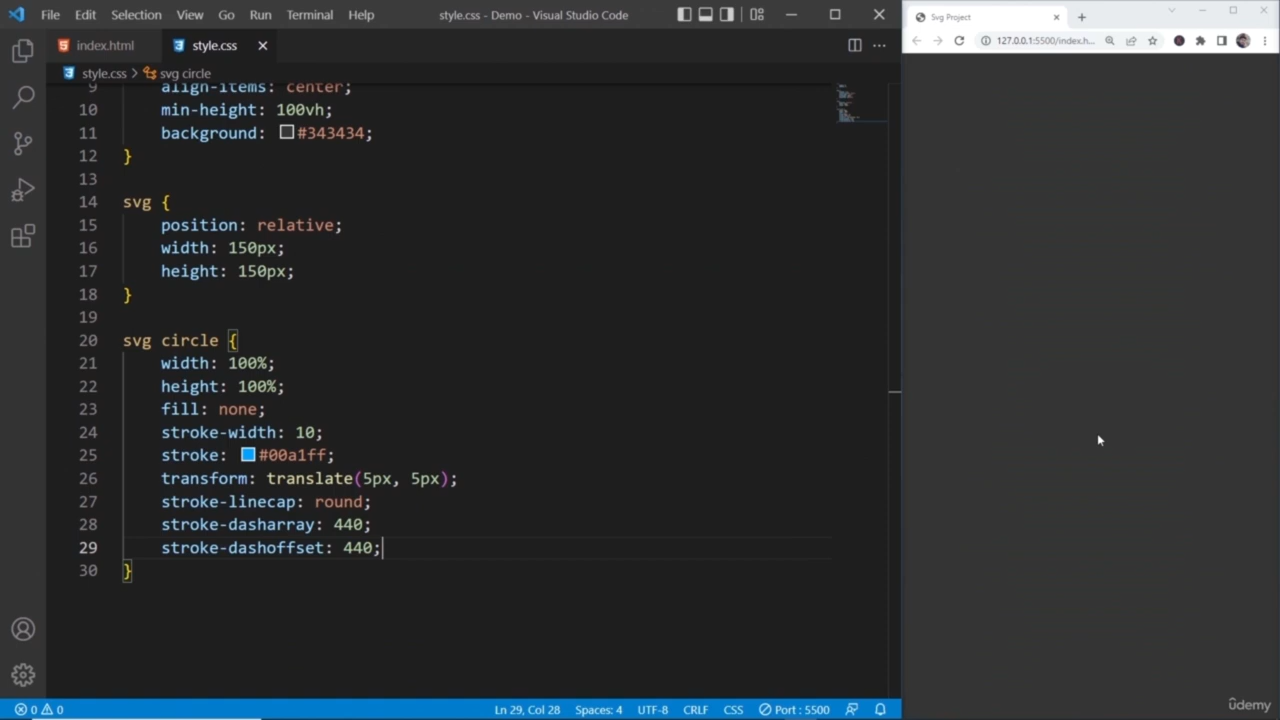 File Edit Selection View Go Run Terminal Help
style.css - Demo - Visual Studio Code
index.html
style.css
style.css > svg circle
9 align-items: center;
10 min-height: 100vh;
11 background: #343434;
12 }
13
14 svg {
15 position: relative;
16 width: 150px;
17 height: 150px;
18 }
19
20 svg circle {
21 width: 100%;
22 height: 100%;
23 fill: none;
24 stroke-width: 10;
25 stroke: #00a1ff;
26 transform: translate(5px, 5px);
27 stroke-linecap: round;
28 stroke-dasharray: 440;
29 stroke-dashoffset: 440;
30 }
0 0
Ln 29, Col 28 Spaces: 4 UTF-8 CRLF CSS Port : 5500
Svg Project
127.0.0.1:5500/index.h...
ûdemy